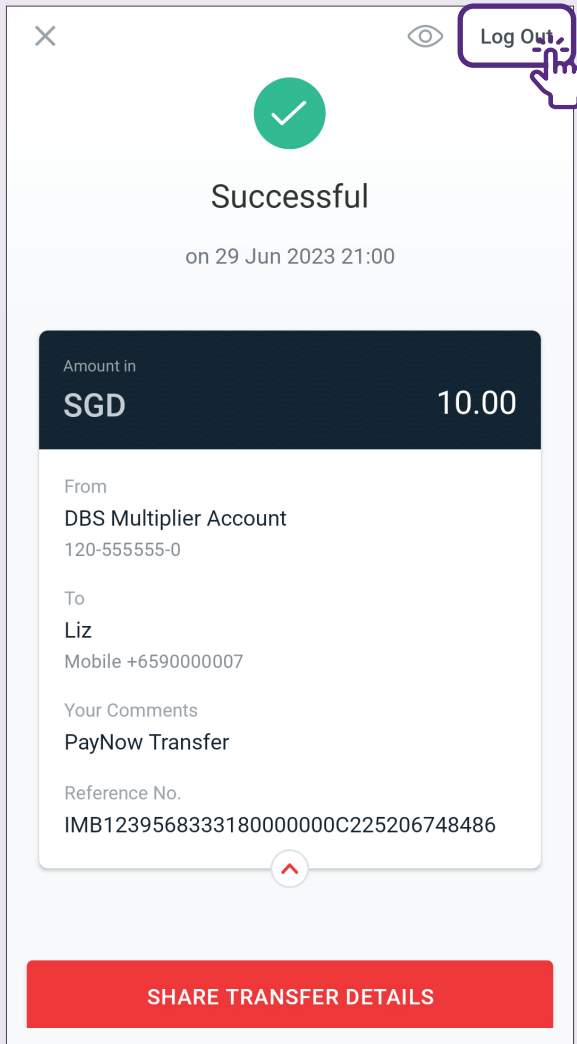 Log Out
Successful
on 29 Jun 2023 21:00
Amount in
SGD 10.00
From
DBS Multiplier Account
120-555555-0
To
Liz
Mobile +6590000007
Your Comments
PayNow Transfer
Reference No.
IMB1239568333180000000C225206748486
SHARE TRANSFER DETAILS